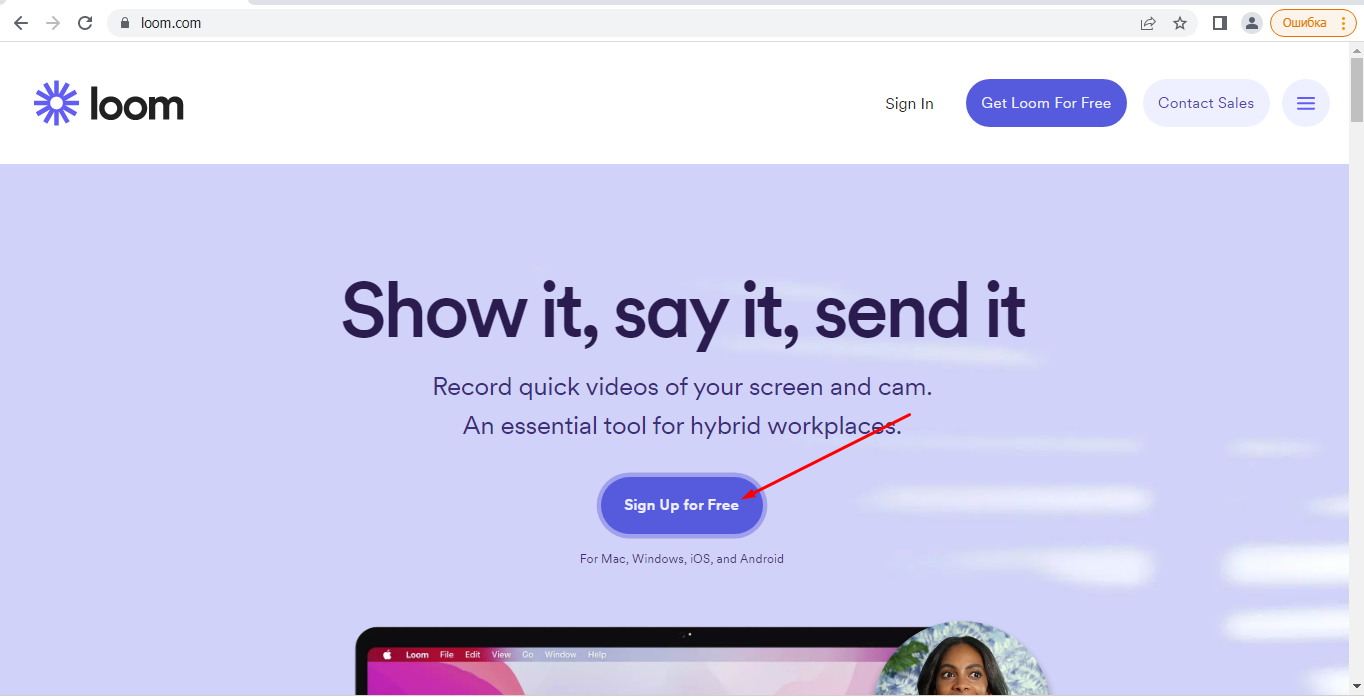 loom.com
Ошибка
loom
Sign In
Get Loom For Free
Contact Sales
Show it, say it, send it
Record quick videos of your screen and cam.
An essential tool for hybrid workplaces.
Sign Up for Free
For Mac, Windows, iOS, and Android
Loom File Edit View Go Window Help